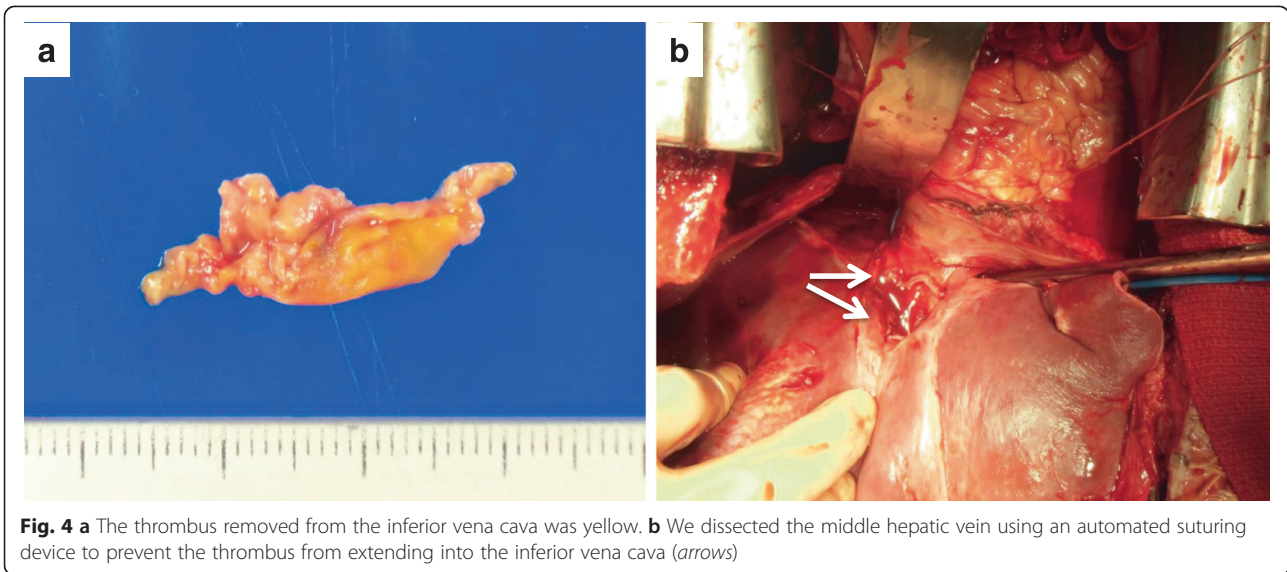 a
b
Fig. 4 a The thrombus removed from the inferior vena cava was yellow. b We dissected the middle hepatic vein using an automated suturing
device to prevent the thrombus from extending into the inferior vena cava (arrows)